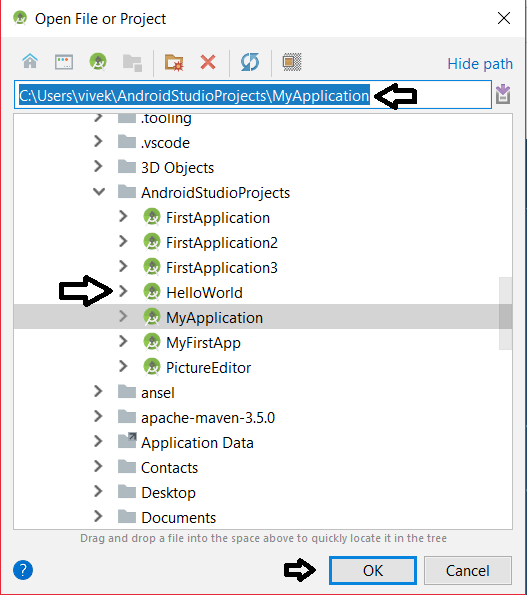 Open File or Project
Hide path
C:\Users\vivek\AndroidStudioProjects\MyApplication
.tooling
.vscode
3D Objects
AndroidStudioProjects
FirstApplication
FirstApplication2
FirstApplication3
HelloWorld
MyApplication
MyFirstApp
PictureEditor
ansel
apache-maven-3.5.0
Application Data
Contacts
Desktop
Documents
Drag and drop a file into the space above to quickly locate it in the tree
? OK Cancel